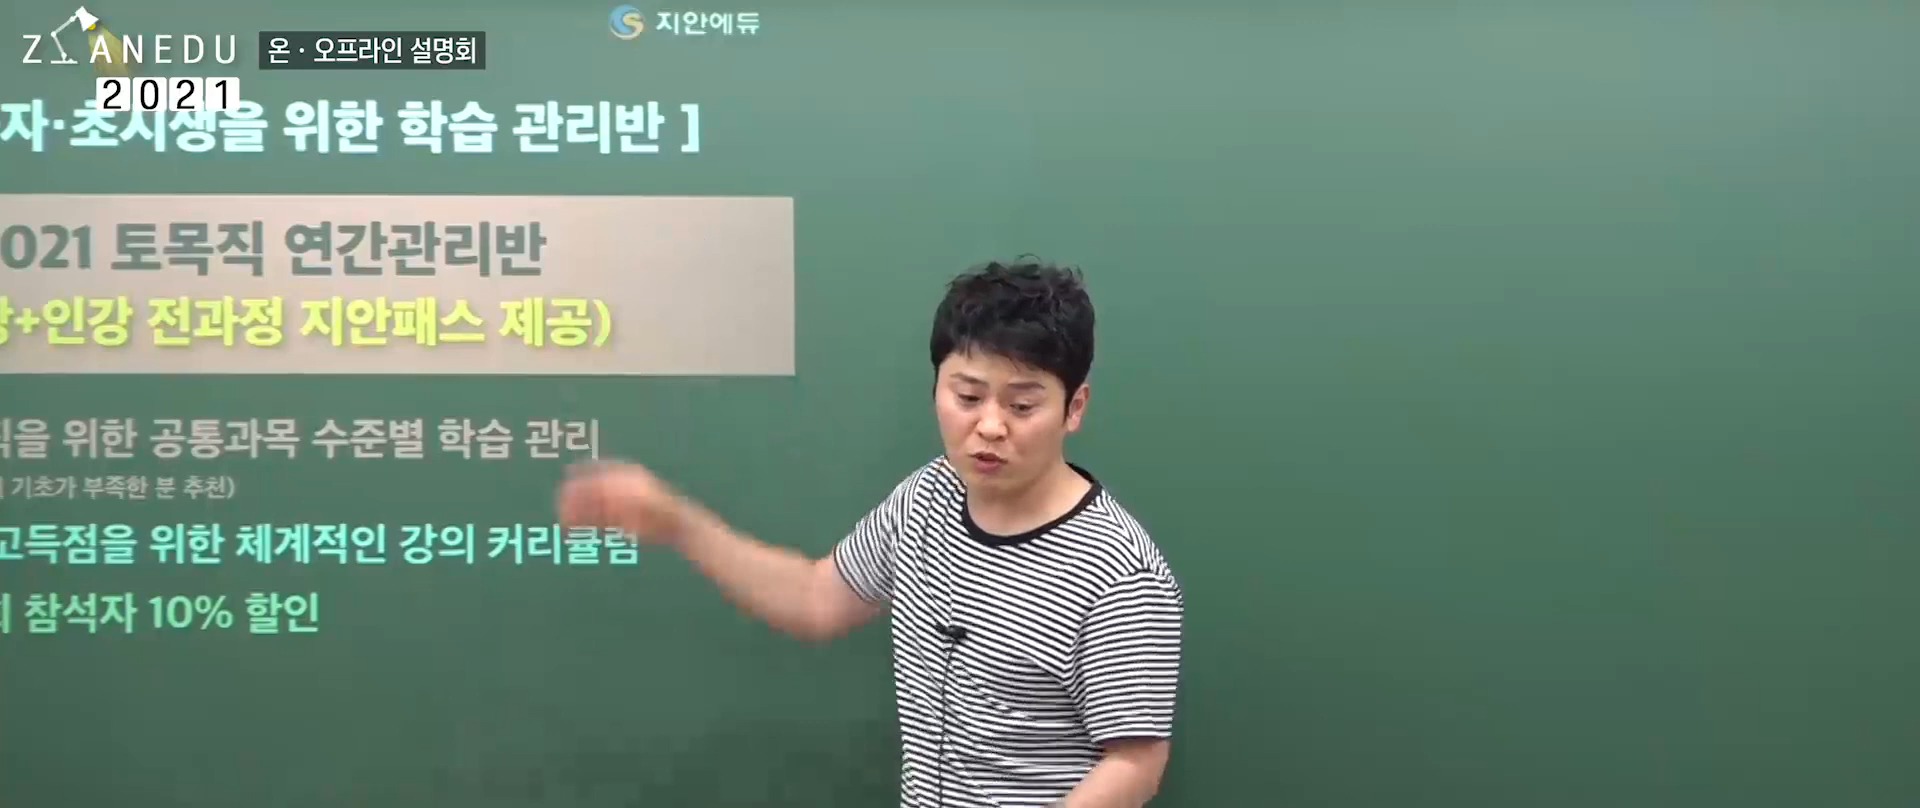 지안에듀
ZIANEDU 온·오프라인 설명회
2021
자·초시생을 위한 학습 관리반 ]
021 토목직 연간관리반
+인강 전과정 지안패스 제공)
을 위한 공통과목 수준별 학습 관리
기초가 부족한 분 추천)
고득점을 위한 체계적인 강의 커리큘럼
참석자 10% 할인